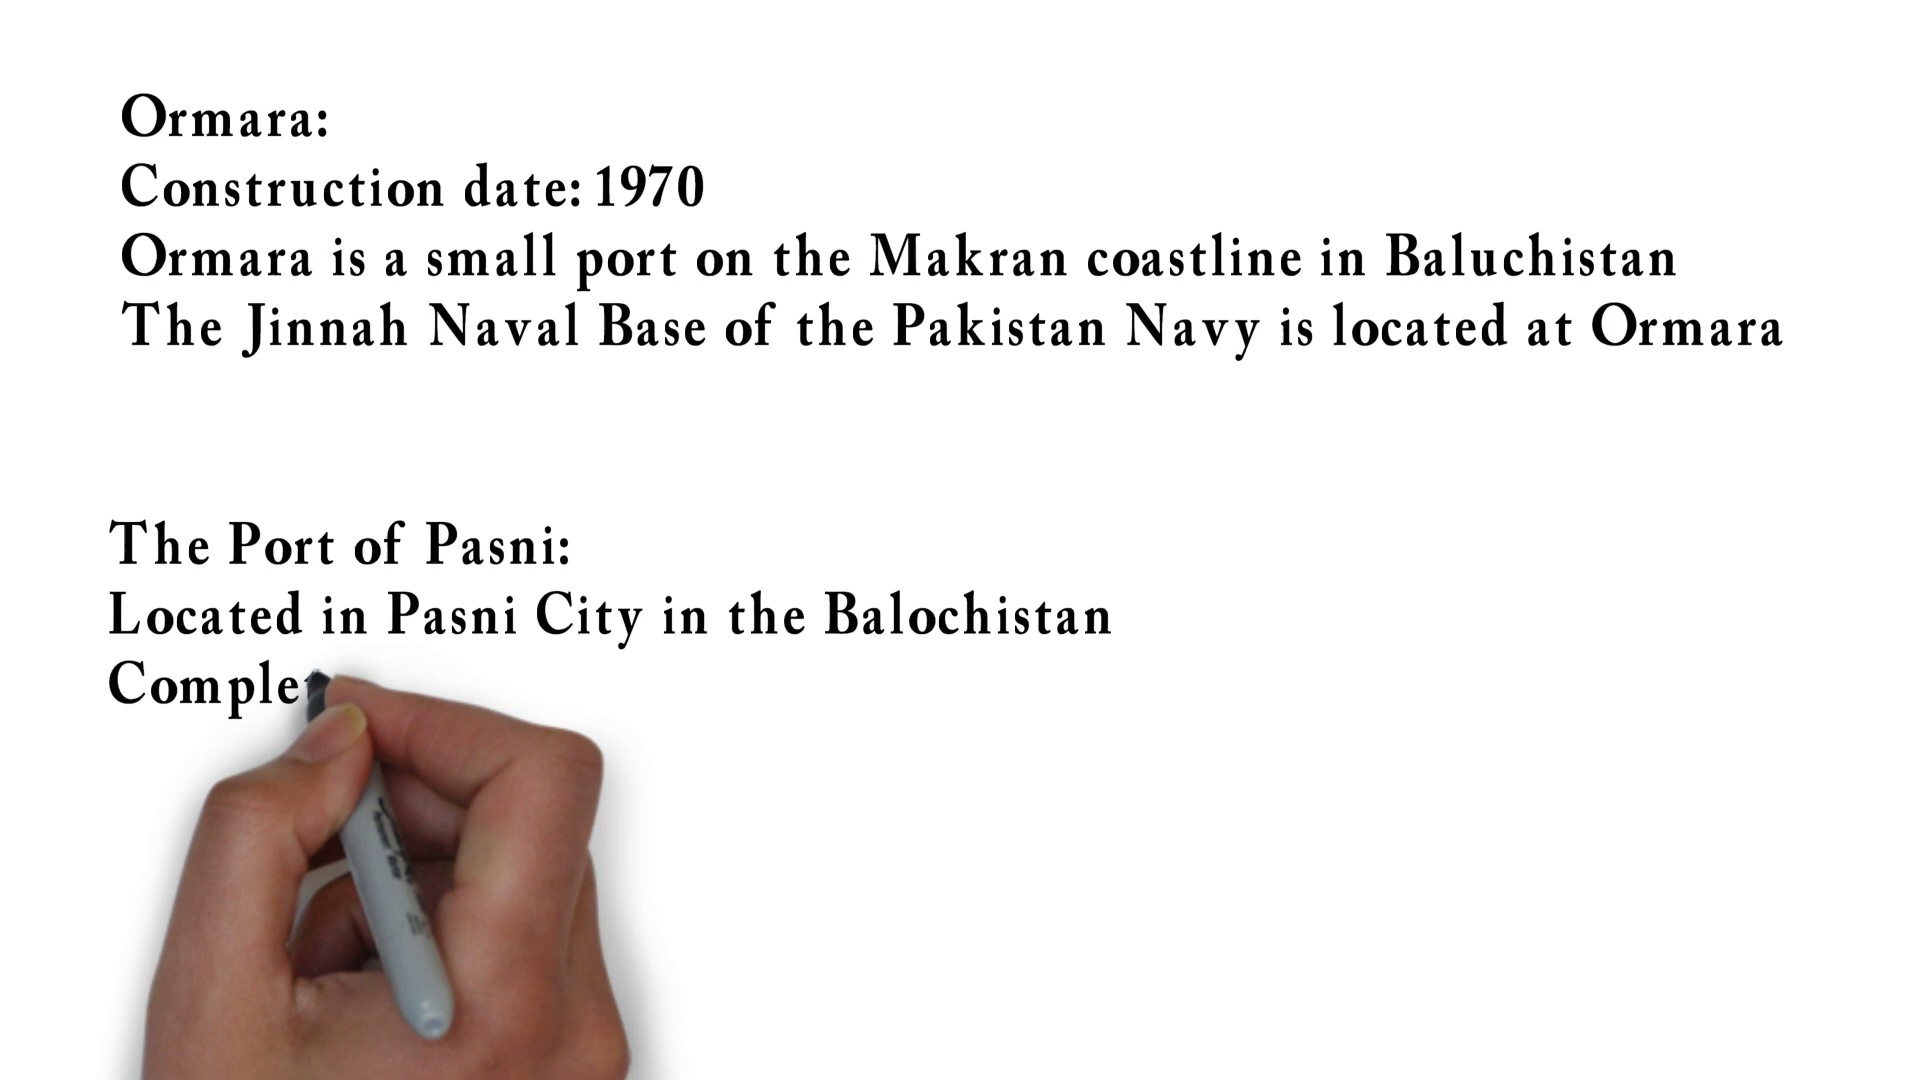 Ormara:
Construction date: 1970
Ormara is a small port on the Makran coastline in Baluchistan
The Jinnah Naval Base of the Pakistan Navy is located at Ormara
The Port of Pasni:
Located in Pasni City in the Balochistan